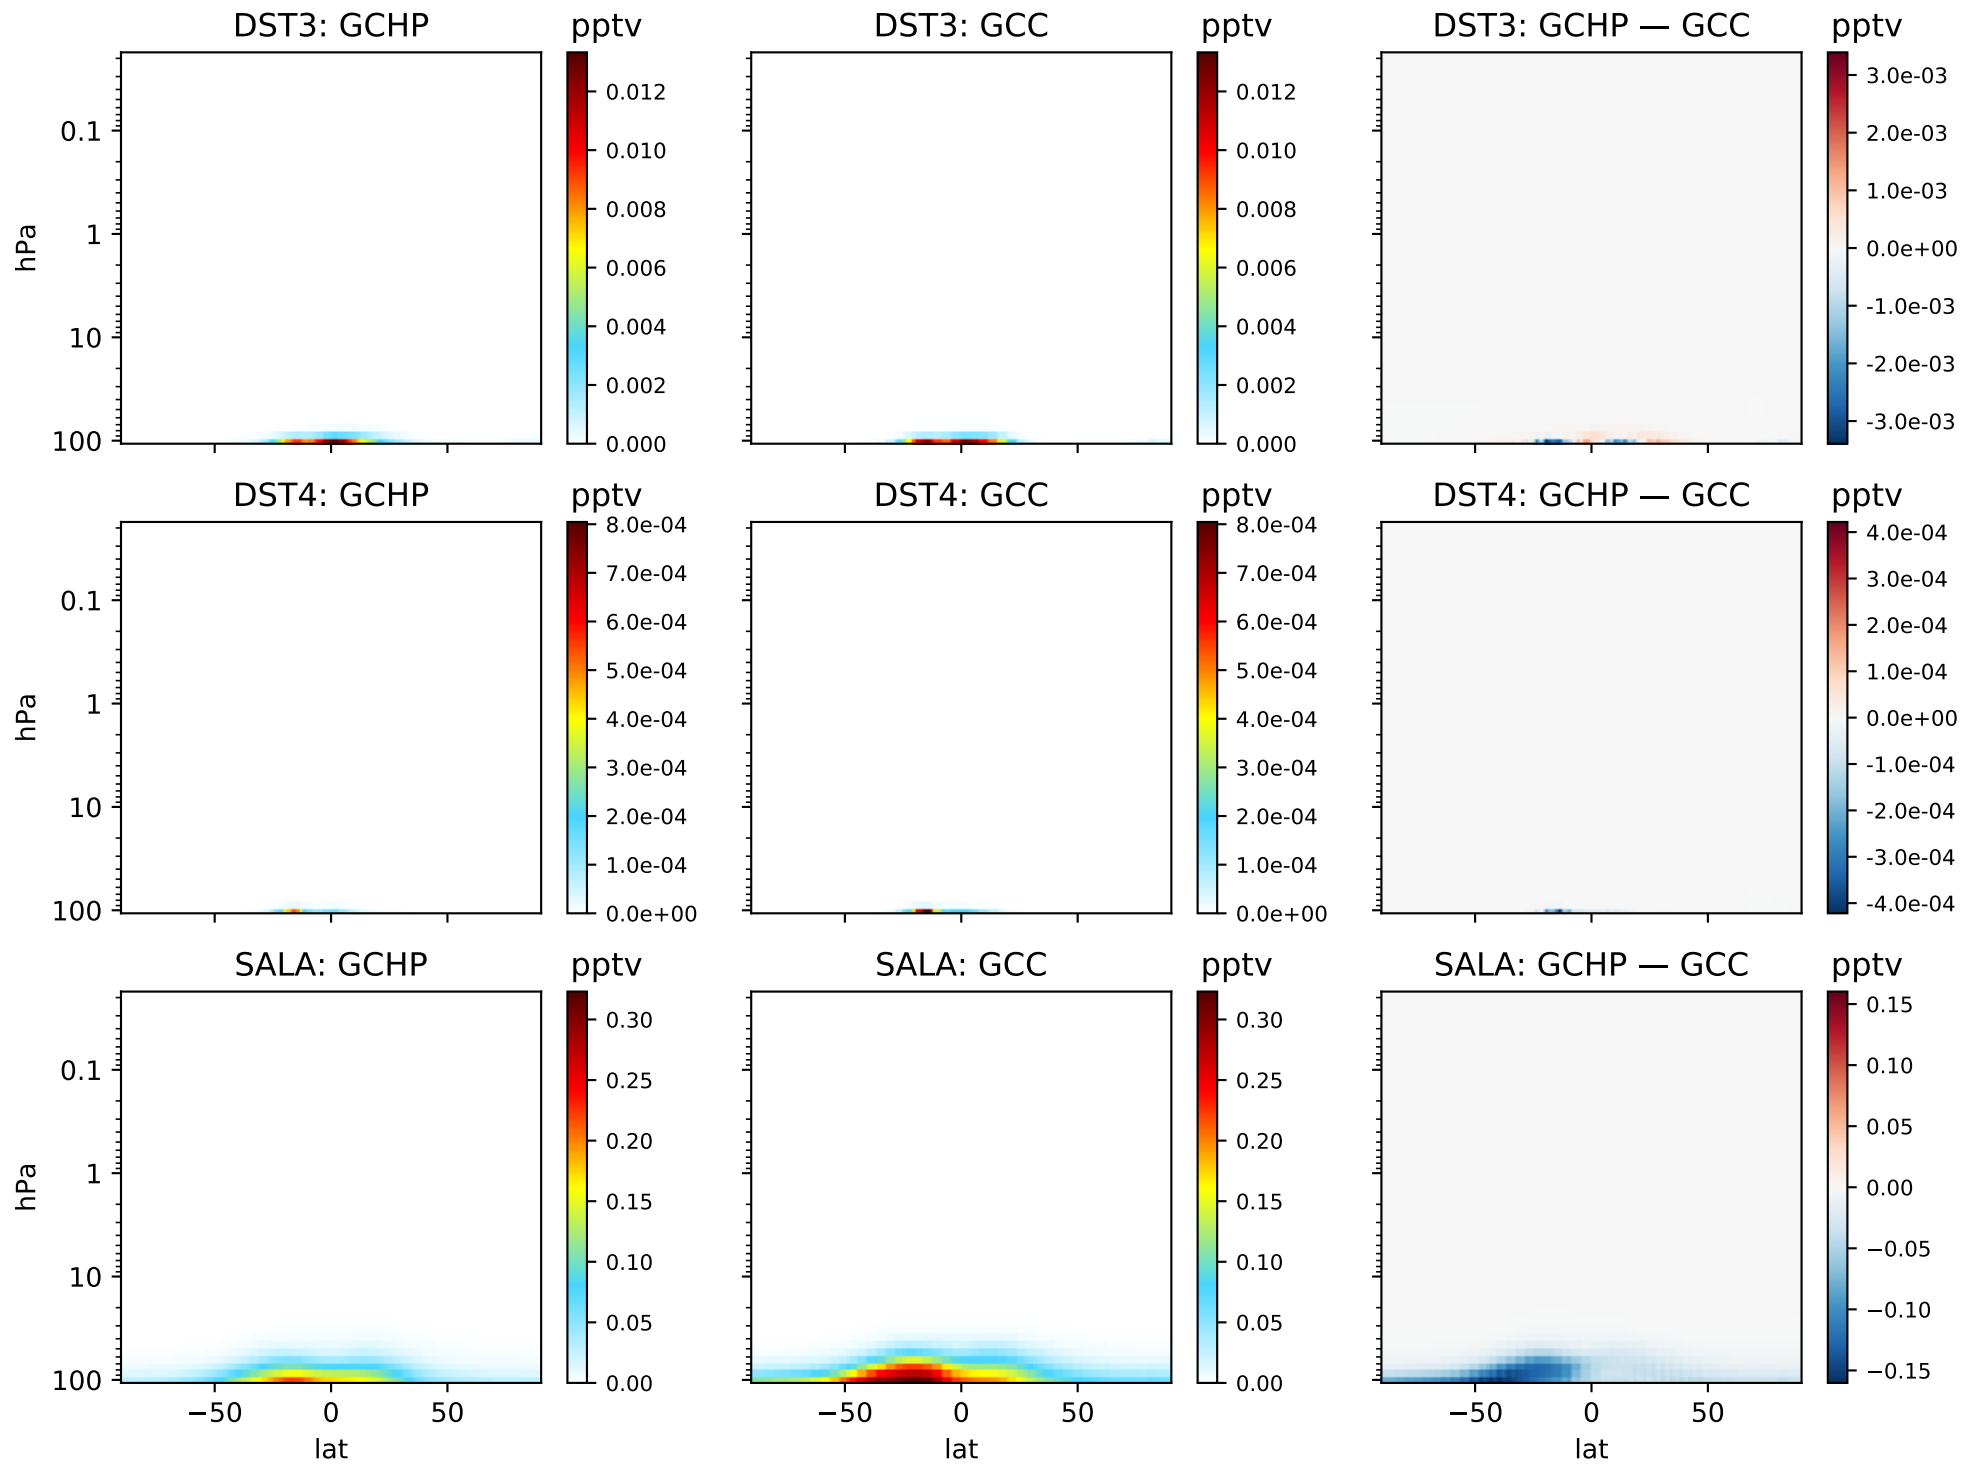 DST3: GCHP pptv DST3: GCC pptv DST3: GCHP — GCC pptv
hPa
0.1
1
10
100
0.012
0.010
0.008
0.006
0.004
0.002
0.000
0.012
0.010
0.008
0.006
0.004
0.002
0.000
3.0e-03
2.0e-03
1.0e-03
0.0e+00
-1.0e-03
-2.0e-03
-3.0e-03
DST4: GCHP pptv DST4: GCC pptv DST4: GCHP — GCC pptv
hPa
0.1
1
10
100
8.0e-04
7.0e-04
6.0e-04
5.0e-04
4.0e-04
3.0e-04
2.0e-04
1.0e-04
0.0e+00
8.0e-04
7.0e-04
6.0e-04
5.0e-04
4.0e-04
3.0e-04
2.0e-04
1.0e-04
0.0e+00
4.0e-04
3.0e-04
2.0e-04
1.0e-04
0.0e+00
-1.0e-04
-2.0e-04
-3.0e-04
-4.0e-04
SALA: GCHP pptv SALA: GCC pptv SALA: GCHP — GCC pptv
hPa
0.1
1
10
100
0.30
0.25
0.20
0.15
0.10
0.05
0.00
0.30
0.25
0.20
0.15
0.10
0.05
0.00
0.15
0.10
0.05
0.00
−0.05
−0.10
−0.15
−50 0 50 −50 0 50 −50 0 50
lat lat lat